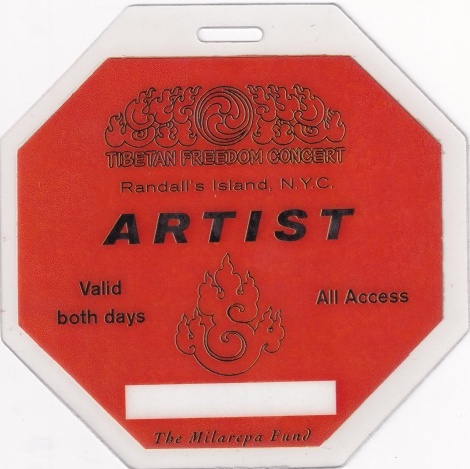 TIBETAN FREEDOM CONCERT
Randall's Island, N.Y.C.
ARTIST
Valid
both days
All Access
The Milarepa Fund